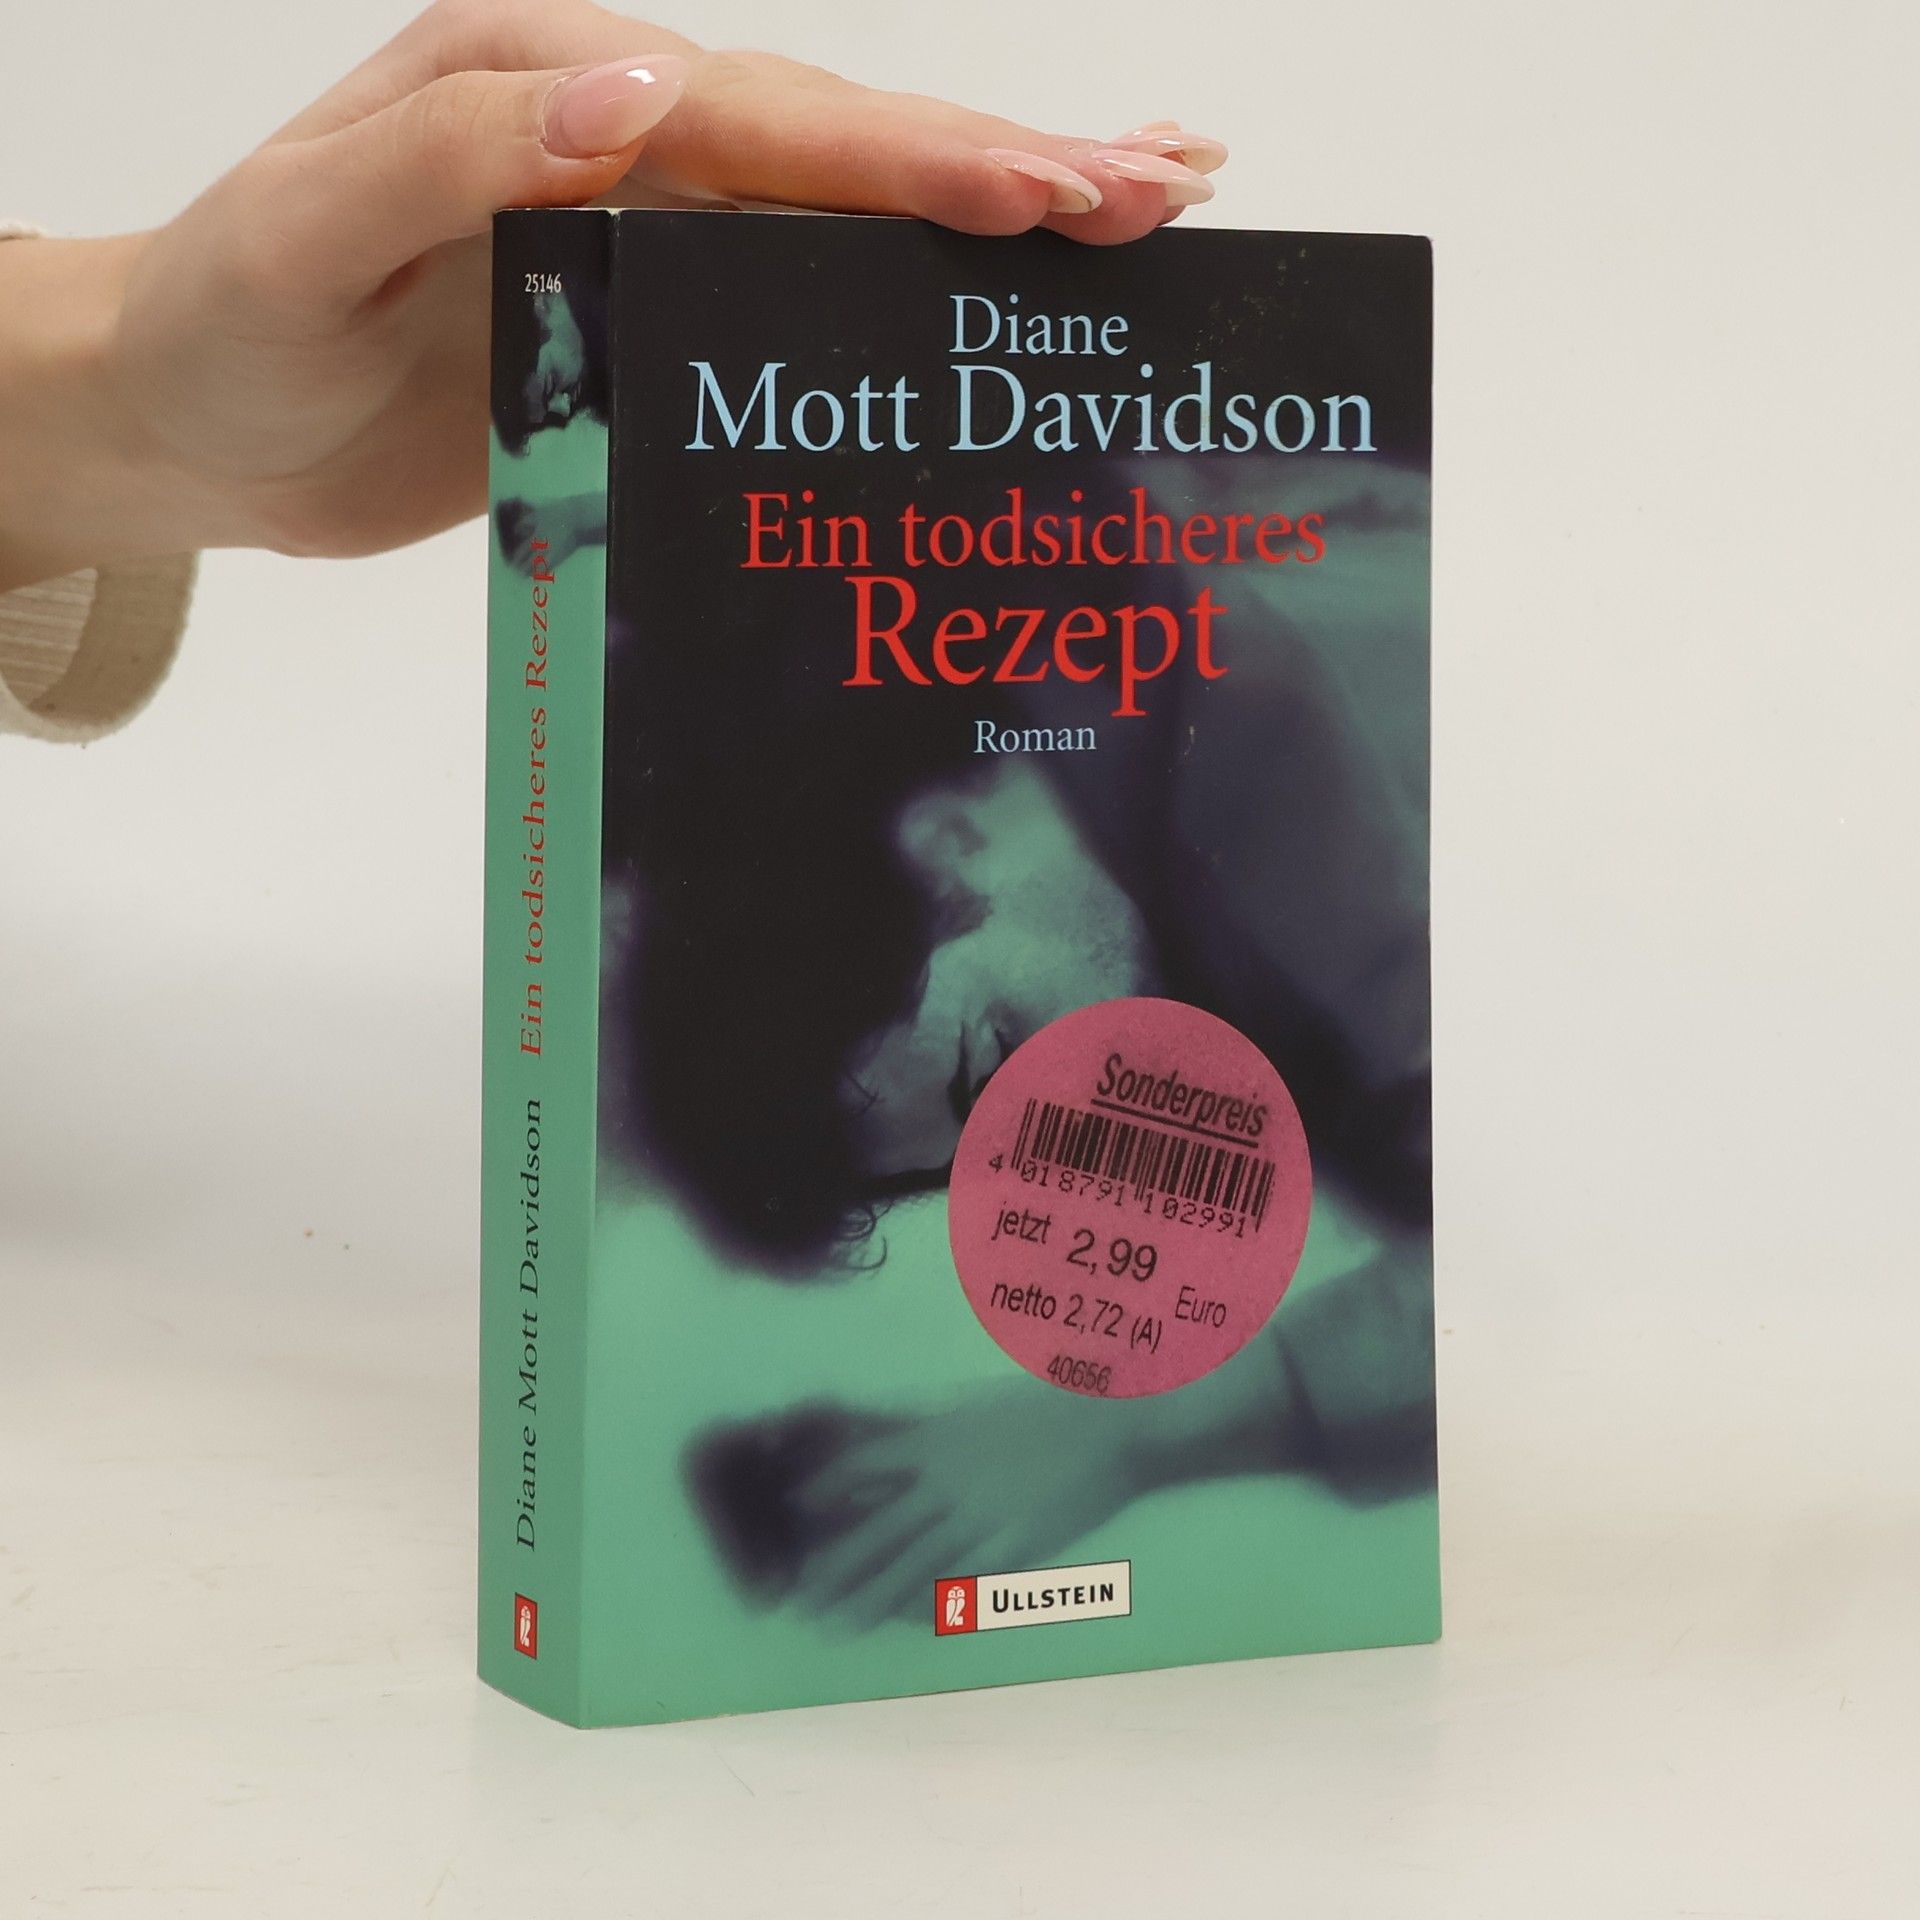 25146
Diane Mott Davidson Ein todsicheres Rezept
Diane
Mott Davidson
Ein todsicheres
Rezept
Roman
Sonderpreis
4 018791 102991
jetzt 2,99 Euro
netto 2,72 (A)
40656
ULLSTEIN